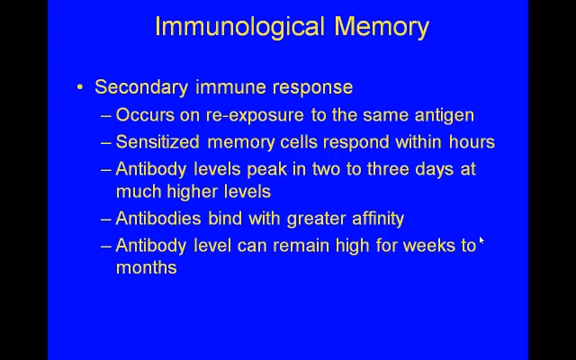 Immunological Memory
• Secondary immune response
– Occurs on re-exposure to the same antigen
– Sensitized memory cells respond within hours
– Antibody levels peak in two to three days at
much higher levels
– Antibodies bind with greater affinity
– Antibody level can remain high for weeks to
months